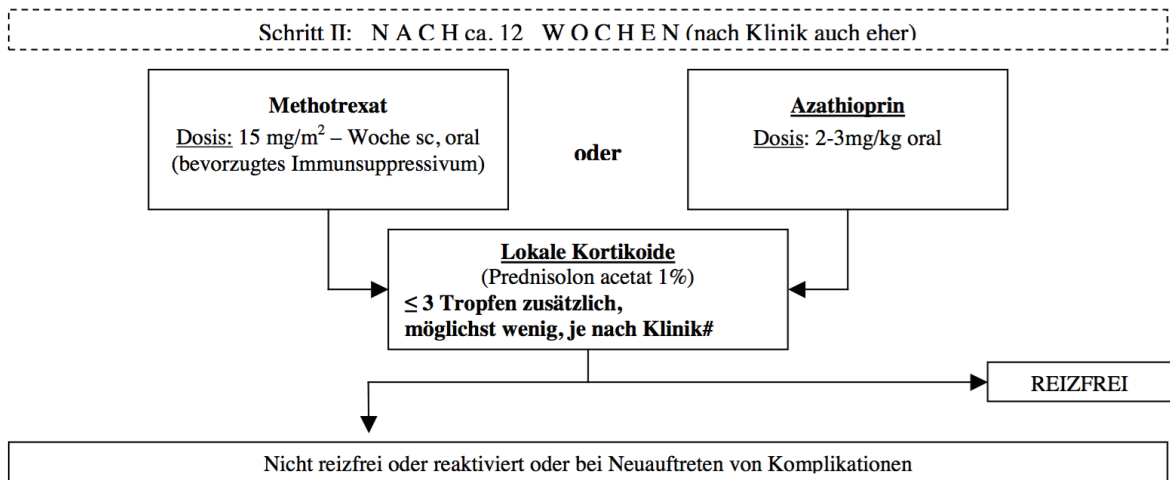 Schritt II: N A C H ca. 12 W O C H E N (nach Klinik auch eher)
Methotrexat
Dosis: 15 mg/m² – Woche sc, oral
(bevorzugtes Immunsuppressivum)
oder
Azathioprin
Dosis: 2-3mg/kg oral
Lokale Kortikoide
(Prednisolon acetat 1%)
≤ 3 Tropfen zusätzlich,
möglichst wenig, je nach Klinik#
REIZFREI
Nicht reizfrei oder reaktiviert oder bei Neuauftreten von Komplikationen